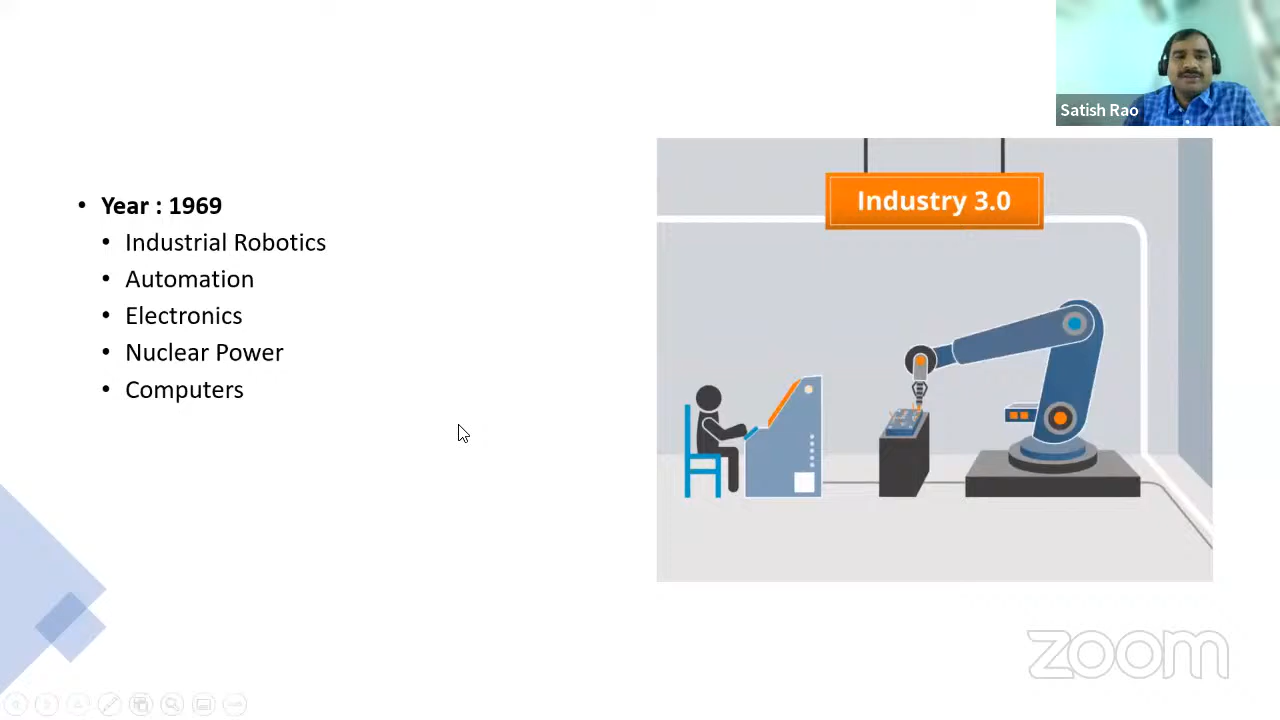 Satish Rao
• Year : 1969
• Industrial Robotics
• Automation
• Electronics
• Nuclear Power
• Computers
Industry 3.0
zoom